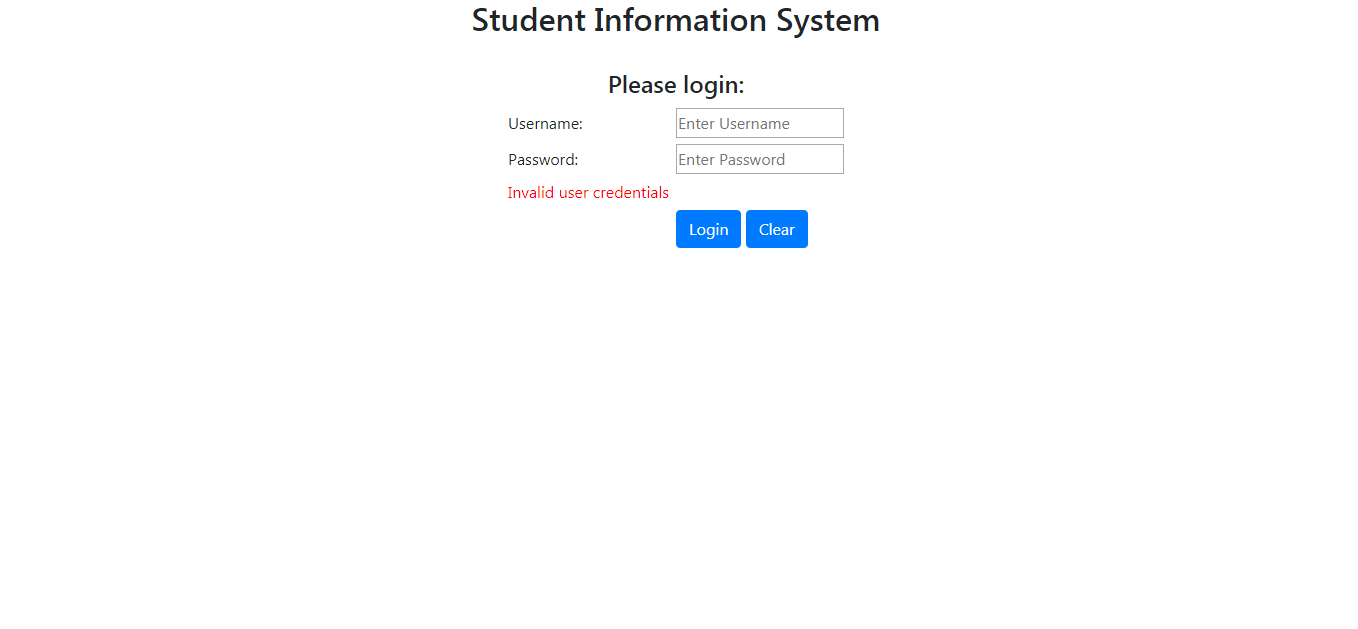 Student Information System
Please login:
Username: Enter Username
Password: Enter Password
Invalid user credentials
Login Clear